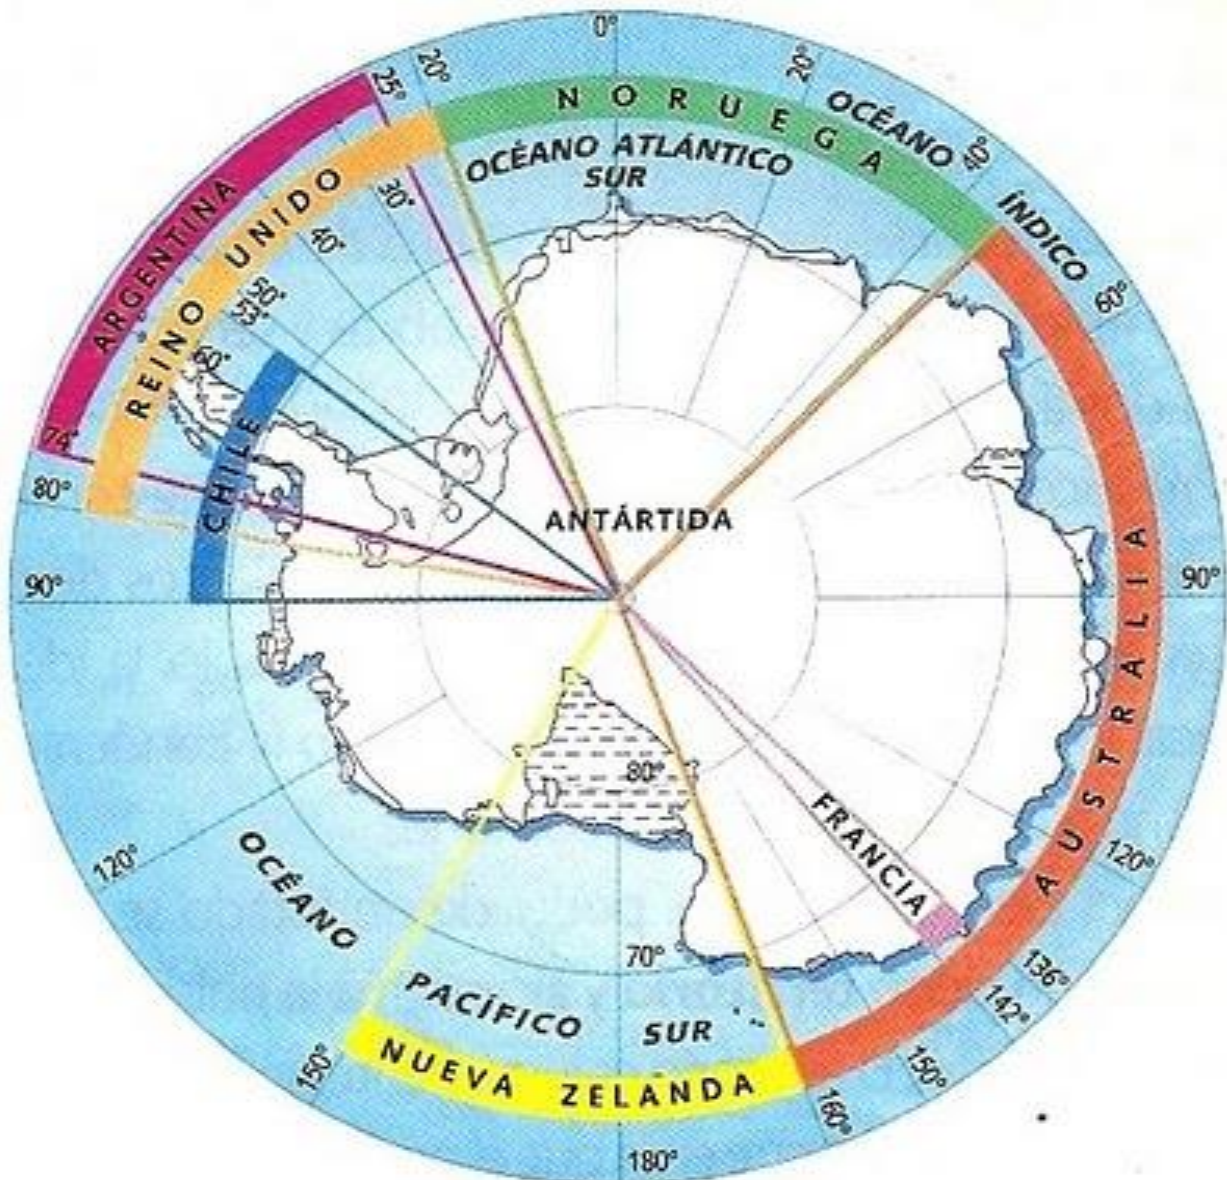 0°
20°
25°
20°
NORUEGA
OCÉANO
ÍNDICO
40°
60°
OCÉANO ATLÁNTICO
SUR
ARGENTINA
REINO UNIDO
30°
40°
50°
53°
60°
CHILE
74°
80°
90°
ANTÁRTIDA
90°
AUSTRALIA
80°
FRANCIA
120°
120°
136°
142°
150°
160°
70°
OCÉANO
PACÍFICO SUR
NUEVA ZELANDA
150°
180°